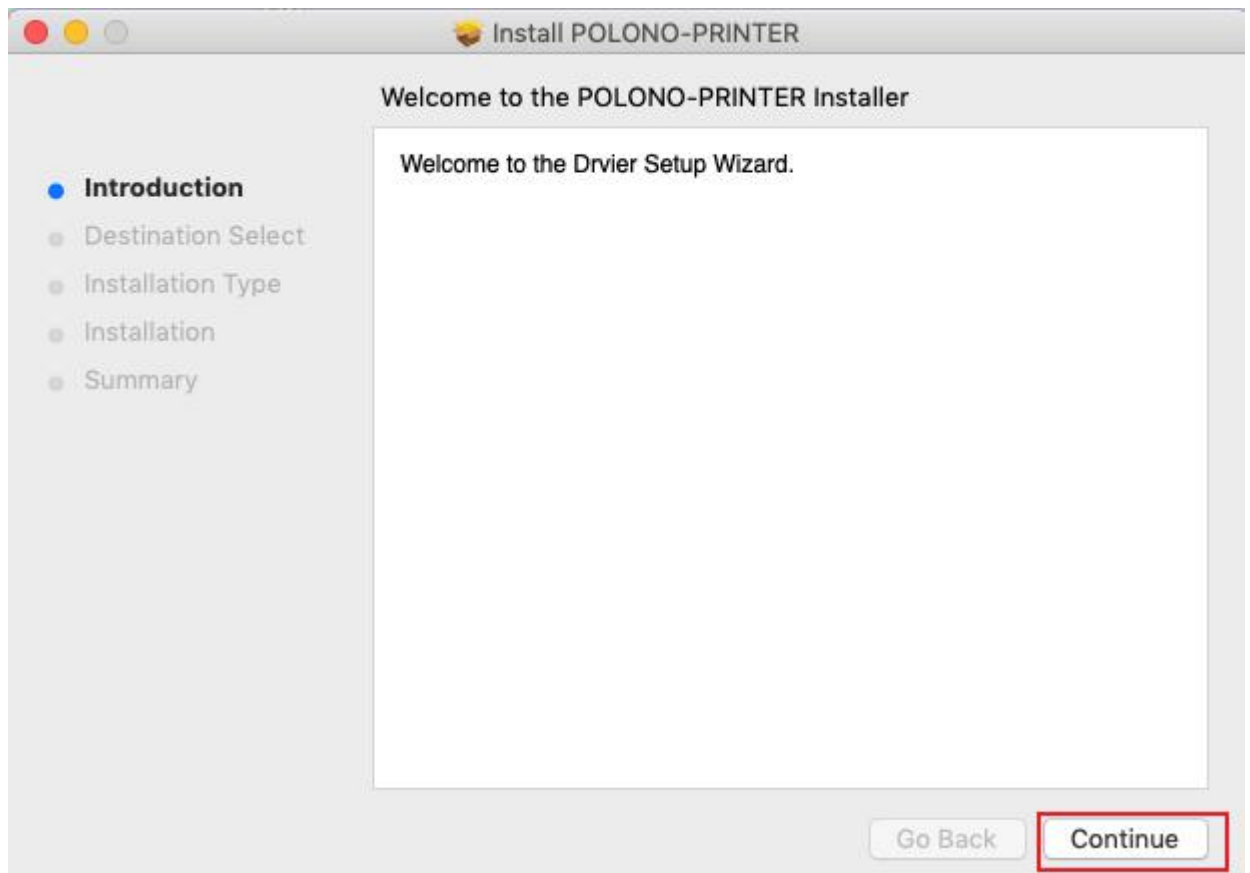 Install POLONO-PRINTER
Welcome to the POLONO-PRINTER Installer
Introduction
Destination Select
Installation Type
Installation
Summary
Welcome to the Drvier Setup Wizard.
Go Back
Continue